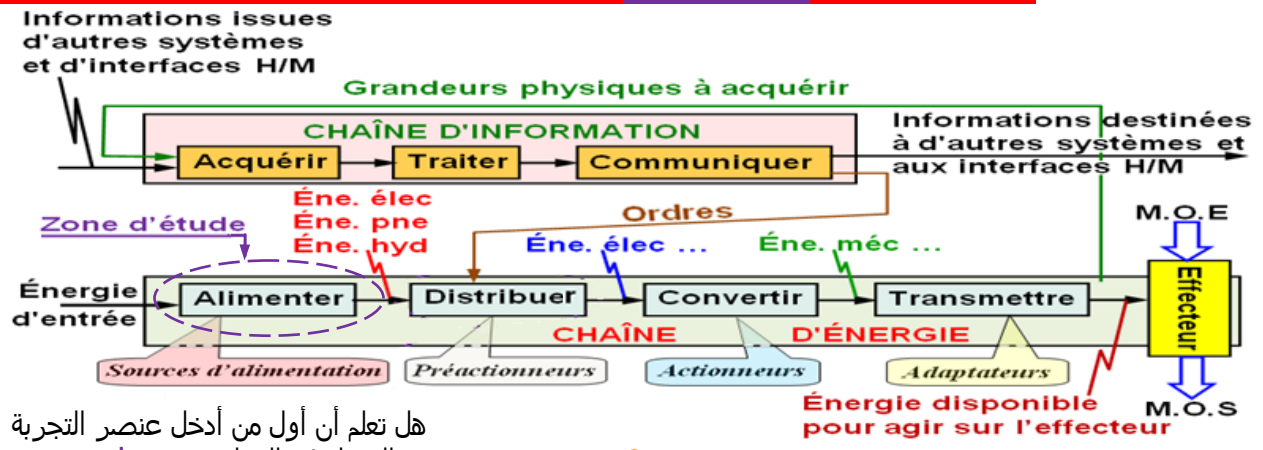 Informations issues
d'autres systèmes
et d'interfaces H/M
Grandeurs physiques à acquérir
CHAÎNE D'INFORMATION
Acquérir
Traiter
Communiquer
Informations destinées
à d'autres systèmes et
aux interfaces H/M
Zone d'étude
Éne. élec
Éne. pne
Éne. hyd
Ordres
Éne. élec ...
Éne. méc ...
M.O.E
Énergie
d'entrée
Alimenter
Distribuer
Convertir
Transmettre
Effecteur
CHAÎNE D'ÉNERGIE
Sources d'alimentation
Préactionneurs
Actionneurs
Adaptateurs
Énergie disponible
pour agir sur l'effecteur
M.O.S
هل تعلم أن أول من أدخل عنصر التجربة